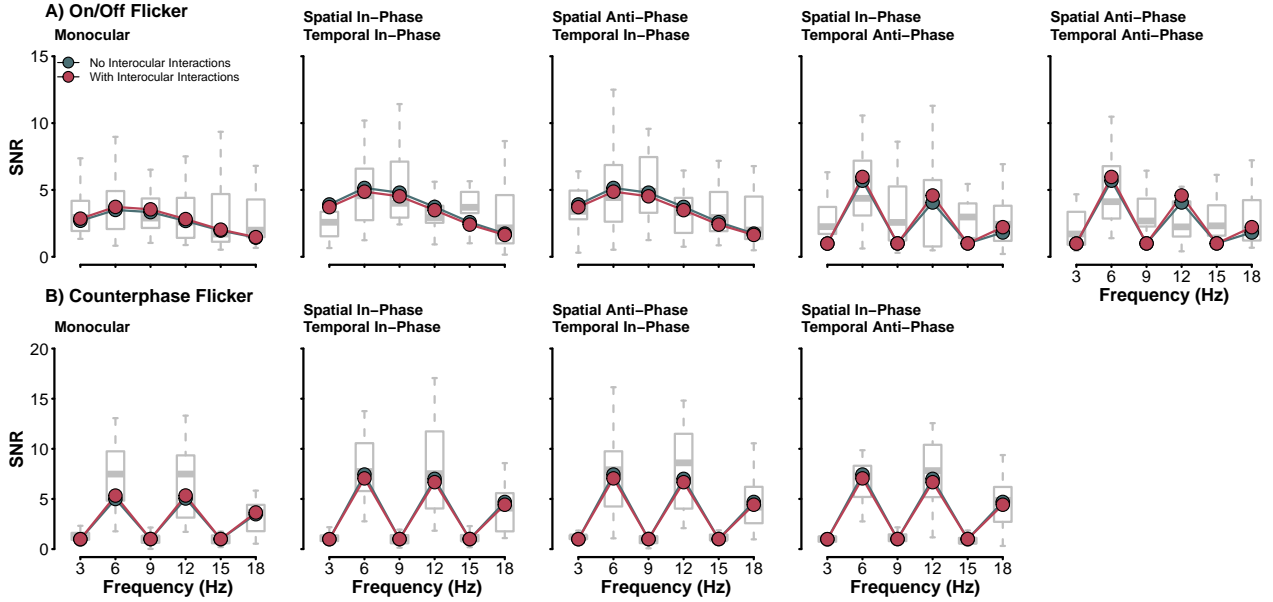 A) On/Off Flicker
Monocular
Spatial In−Phase
Temporal In−Phase
Spatial Anti−Phase
Temporal In−Phase
Spatial In−Phase
Temporal Anti−Phase
Spatial Anti−Phase
Temporal Anti−Phase
No Interocular Interactions
With Interocular Interactions
15
10
5
0
SNR
3 6 9 12 15 18
Frequency (Hz)
B) Counterphase Flicker
Monocular
Spatial In−Phase
Temporal In−Phase
Spatial Anti−Phase
Temporal In−Phase
Spatial In−Phase
Temporal Anti−Phase
20
15
10
5
0
SNR
3 6 9 12 15 18
3 6 9 12 15 18
3 6 9 12 15 18
3 6 9 12 15 18
Frequency (Hz)
Frequency (Hz)
Frequency (Hz)
Frequency (Hz)